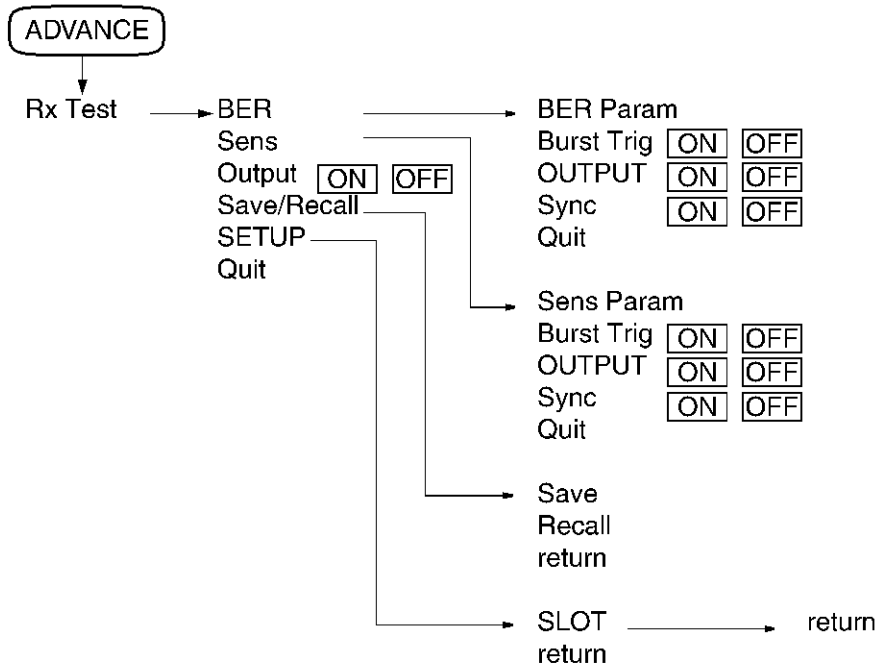 ADVANCE
Rx Test
BER
Sens
Output ON OFF
Save/Recall
SETUP
Quit
BER Param
Burst Trig ON OFF
OUTPUT ON OFF
Sync ON OFF
Quit
Sens Param
Burst Trig ON OFF
OUTPUT ON OFF
Sync ON OFF
Quit
Save
Recall
return
SLOT
return
return